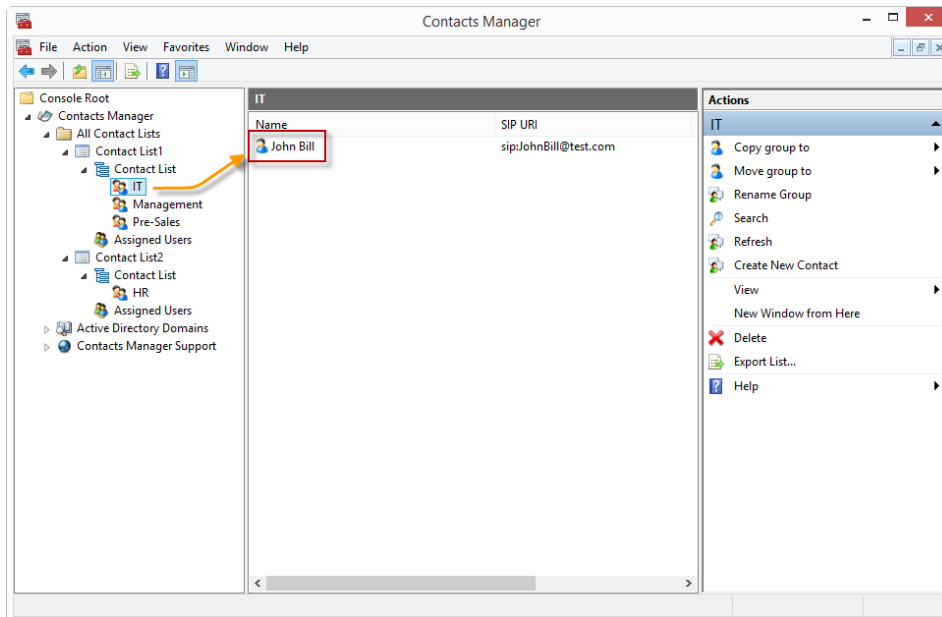 Contacts Manager
File Action View Favorites Window Help
Console Root
Contacts Manager
All Contact Lists
Contact List1
Contact List
IT
Management
Pre-Sales
Assigned Users
Contact List2
Contact List
HR
Assigned Users
Active Directory Domains
Contacts Manager Support
IT
Name SIP URI
John Bill sip:JohnBill@test.com
Actions
IT
Copy group to
Move group to
Rename Group
Search
Refresh
Create New Contact
View
New Window from Here
Delete
Export List...
Help